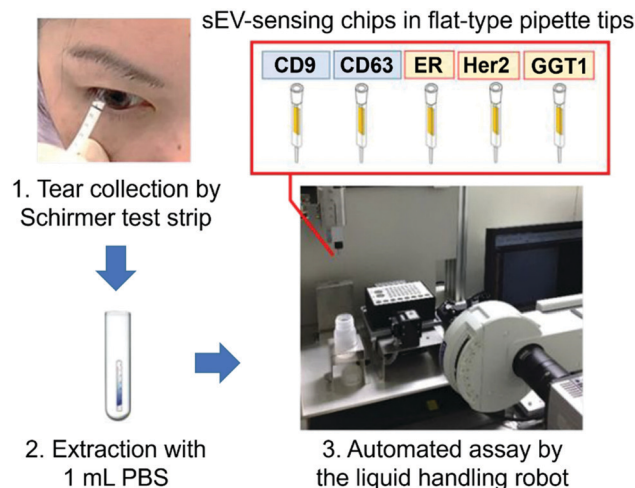 sEV-sensing chips in flat-type pipette tips
CD9 CD63 ER Her2 GGT1
1. Tear collection by
Schirmer test strip
2. Extraction with
1 mL PBS
3. Automated assay by
the liquid handling robot